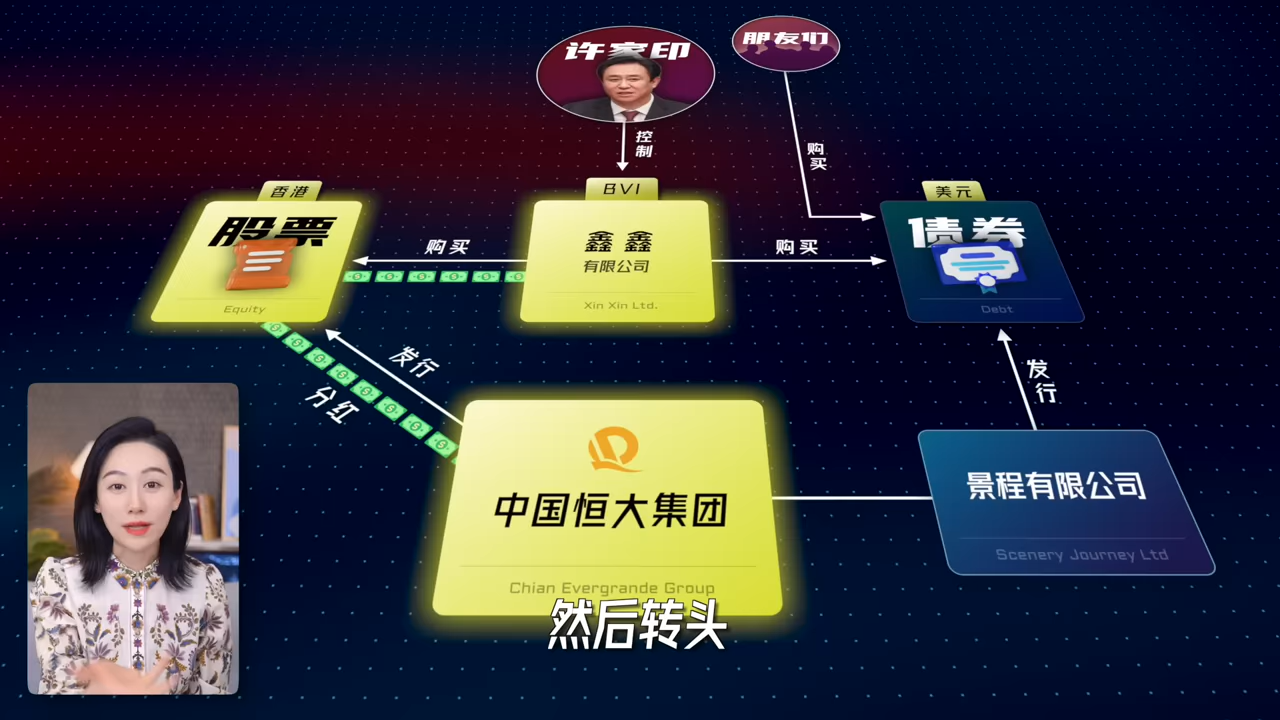 许家印
朋友们
控制
购买
香港
BVI
美元
股票
鑫鑫
债券
购买
购买
有限公司
Equity
Xin Xin Ltd.
Debt
发行
分红
发行
中国恒大集团
景程有限公司
Scenery Journey Ltd
Chian Evergrande Group
然后转头